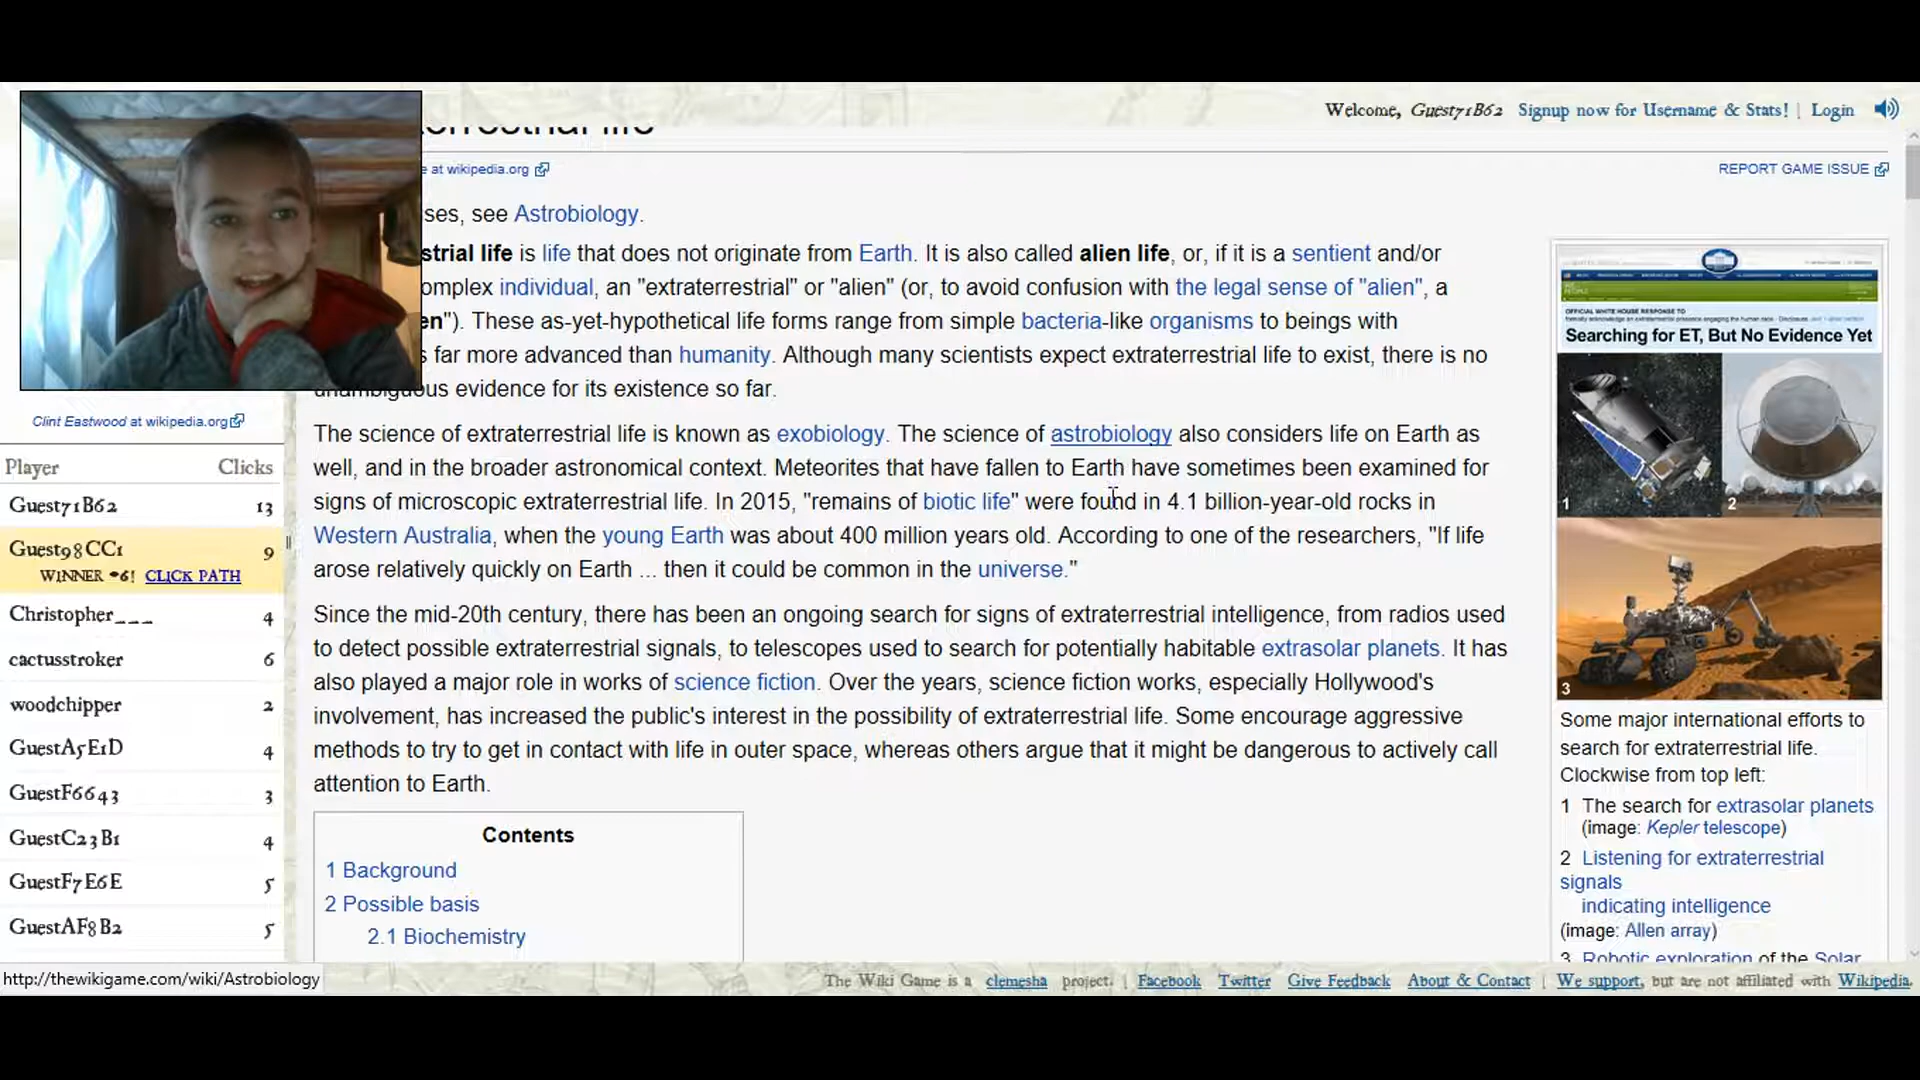 terrestrial life
Welcome, Guest71B62 Signup now for Username & Stats! | Login
e at wikipedia.org
REPORT GAME ISSUE
ses, see Astrobiology.
strial life is life that does not originate from Earth. It is also called alien life, or, if it is a sentient and/or
omplex individual, an "extraterrestrial" or "alien" (or, to avoid confusion with the legal sense of "alien", a
en"). These as-yet-hypothetical life forms range from simple bacteria-like organisms to beings with
s far more advanced than humanity. Although many scientists expect extraterrestrial life to exist, there is no
unambiguous evidence for its existence so far.
The science of extraterrestrial life is known as exobiology. The science of astrobiology also considers life on Earth as
well, and in the broader astronomical context. Meteorites that have fallen to Earth have sometimes been examined for
signs of microscopic extraterrestrial life. In 2015, "remains of biotic life" were found in 4.1 billion-year-old rocks in
Western Australia, when the young Earth was about 400 million years old. According to one of the researchers, "If life
arose relatively quickly on Earth ... then it could be common in the universe."
Since the mid-20th century, there has been an ongoing search for signs of extraterrestrial intelligence, from radios used
to detect possible extraterrestrial signals, to telescopes used to search for potentially habitable extrasolar planets. It has
also played a major role in works of science fiction. Over the years, science fiction works, especially Hollywood's
involvement, has increased the public's interest in the possibility of extraterrestrial life. Some encourage aggressive
methods to try to get in contact with life in outer space, whereas others argue that it might be dangerous to actively call
attention to Earth.
Contents
1 Background
2 Possible basis
2.1 Biochemistry
OFFICIAL WHITE HOUSE RESPONSE TO
Searching for ET, But No Evidence Yet
1
2
3
Some major international efforts to
search for extraterrestrial life.
Clockwise from top left:
1 The search for extrasolar planets
(image: Kepler telescope)
2 Listening for extraterrestrial
signals
indicating intelligence
(image: Allen array)
3 Robotic exploration of the Solar
Clint Eastwood at wikipedia.org
Player Clicks
Guest71B62 13
Guest98CC1 9
WINNER #6! CLICK PATH
Christopher___ 4
cactusstroker 6
woodchipper 2
GuestA5E1D 4
GuestF6643 3
GuestC23B1 4
GuestF7E6E 5
GuestAF8B2 5
http://thewikigame.com/wiki/Astrobiology
The Wiki Game is a clemesha project. | Facebook Twitter Give Feedback About & Contact | We support, but are not affiliated with Wikipedia.